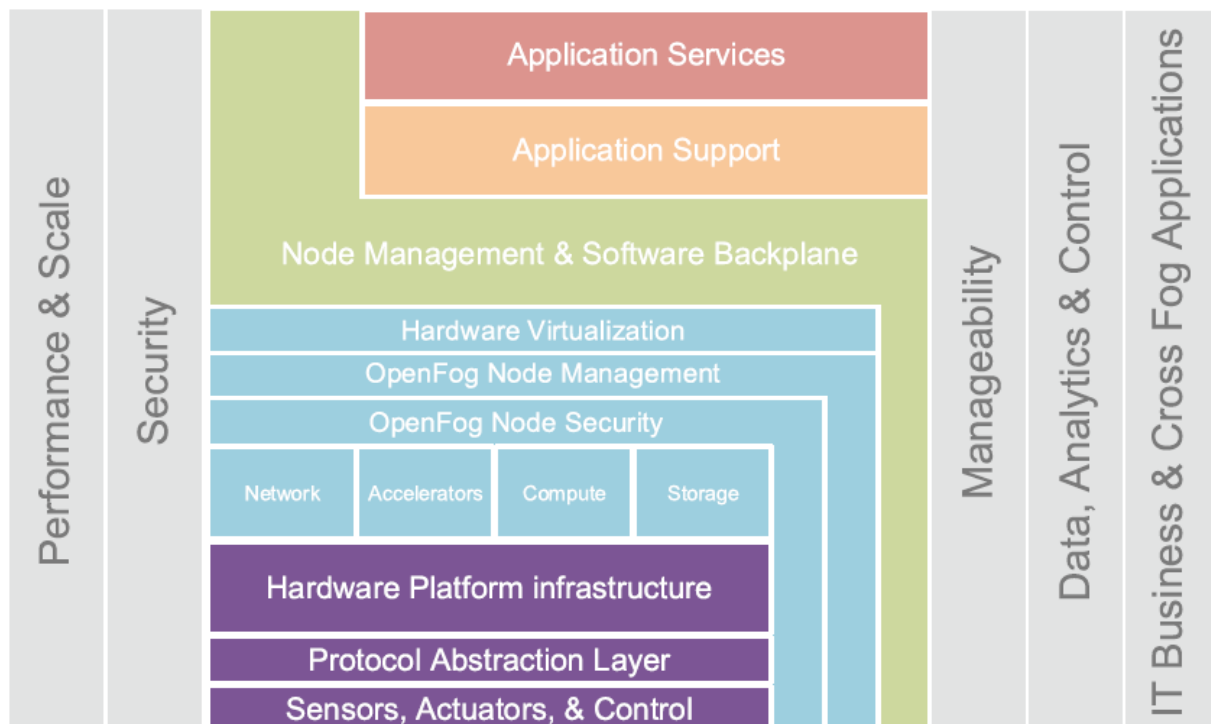 Performance & Scale
Security
Application Services
Application Support
Node Management & Software Backplane
Hardware Virtualization
OpenFog Node Management
OpenFog Node Security
Network
Accelerators
Compute
Storage
Hardware Platform infrastructure
Protocol Abstraction Layer
Sensors, Actuators, & Control
Manageability
Data, Analytics & Control
IT Business & Cross Fog Applications